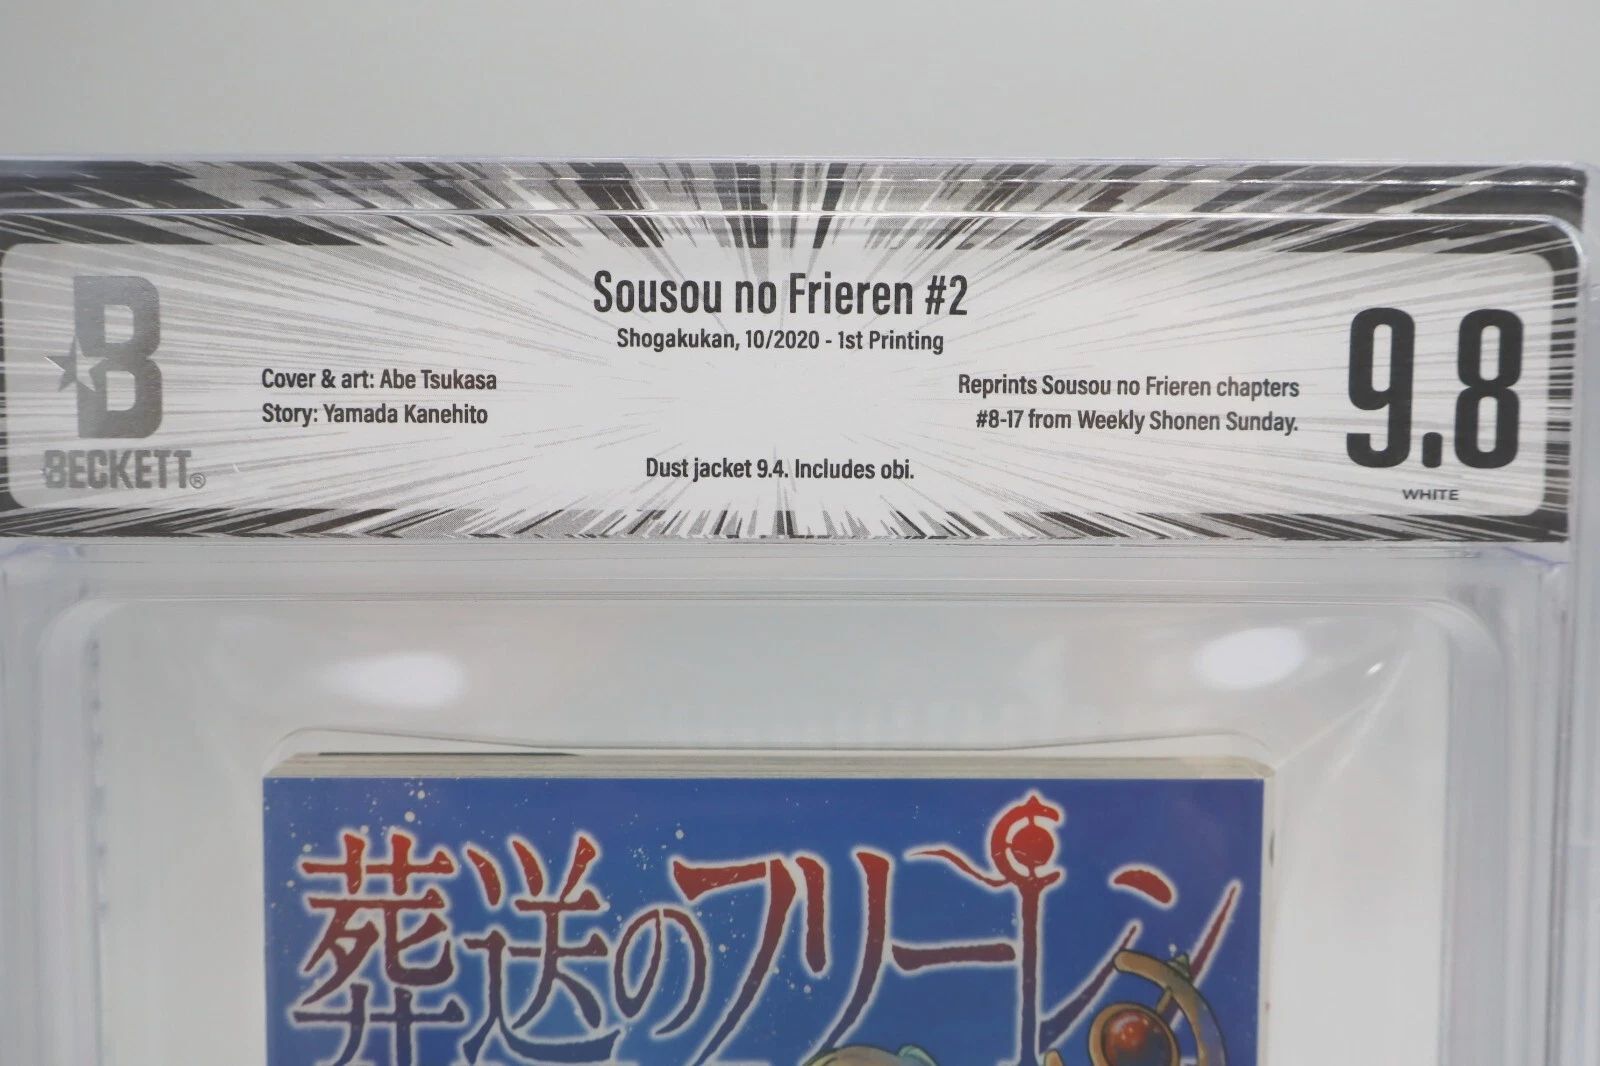 Sousou no Frieren #2
Shogakukan, 10/2020 - 1st Printing
Cover & art: Abe Tsukasa
Story: Yamada Kanehito
Reprints Sousou no Frieren chapters
#8-17 from Weekly Shonen Sunday.
Dust jacket 9.4. Includes obi.
9.8
WHITE
B
BECKETT®
葬送のフリーレン